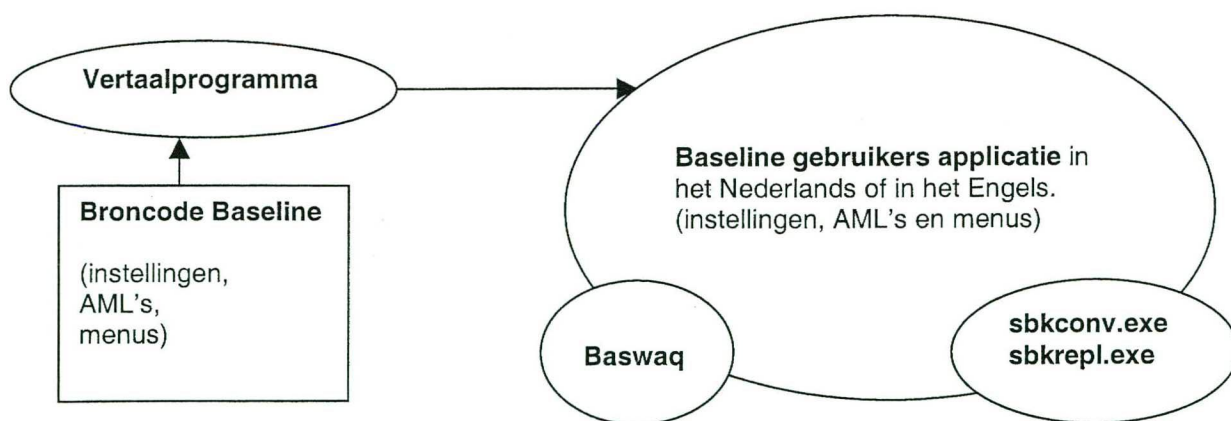 Vertaalprogramma
Broncode Baseline
(instellingen,
AML's,
menus)
Baseline gebruikers applicatie in
het Nederlands of in het Engels.
(instellingen, AML's en menus)
Baswaq
sbkconv.exe
sbkrepl.exe